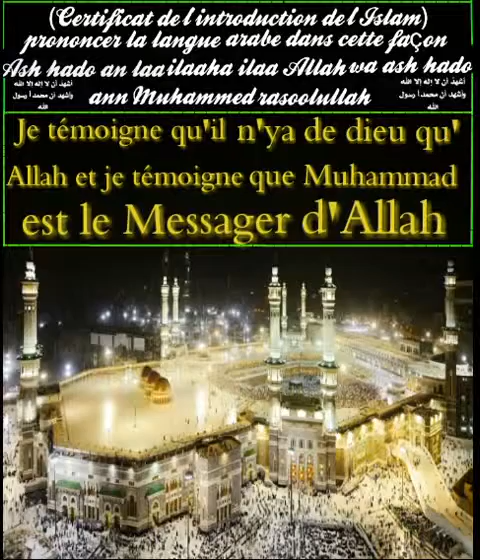 (Certificat de l introduction de l Islam)
prononcer la langue arabe dans cette façon
Ash hado an laailaaha ilaa Allah wa ash hado
أشهد أن لا إله إلا الله
وأشهد أن محمداً رسول
الله
ann Muhammed rasoolullah
أشهد أن لا إله إلا الله
وأشهد أن محمداً رسول
الله
Je témoigne qu'il n'ya de dieu qu'
Allah et je témoigne que Muhammad
est le Messager d'Allah